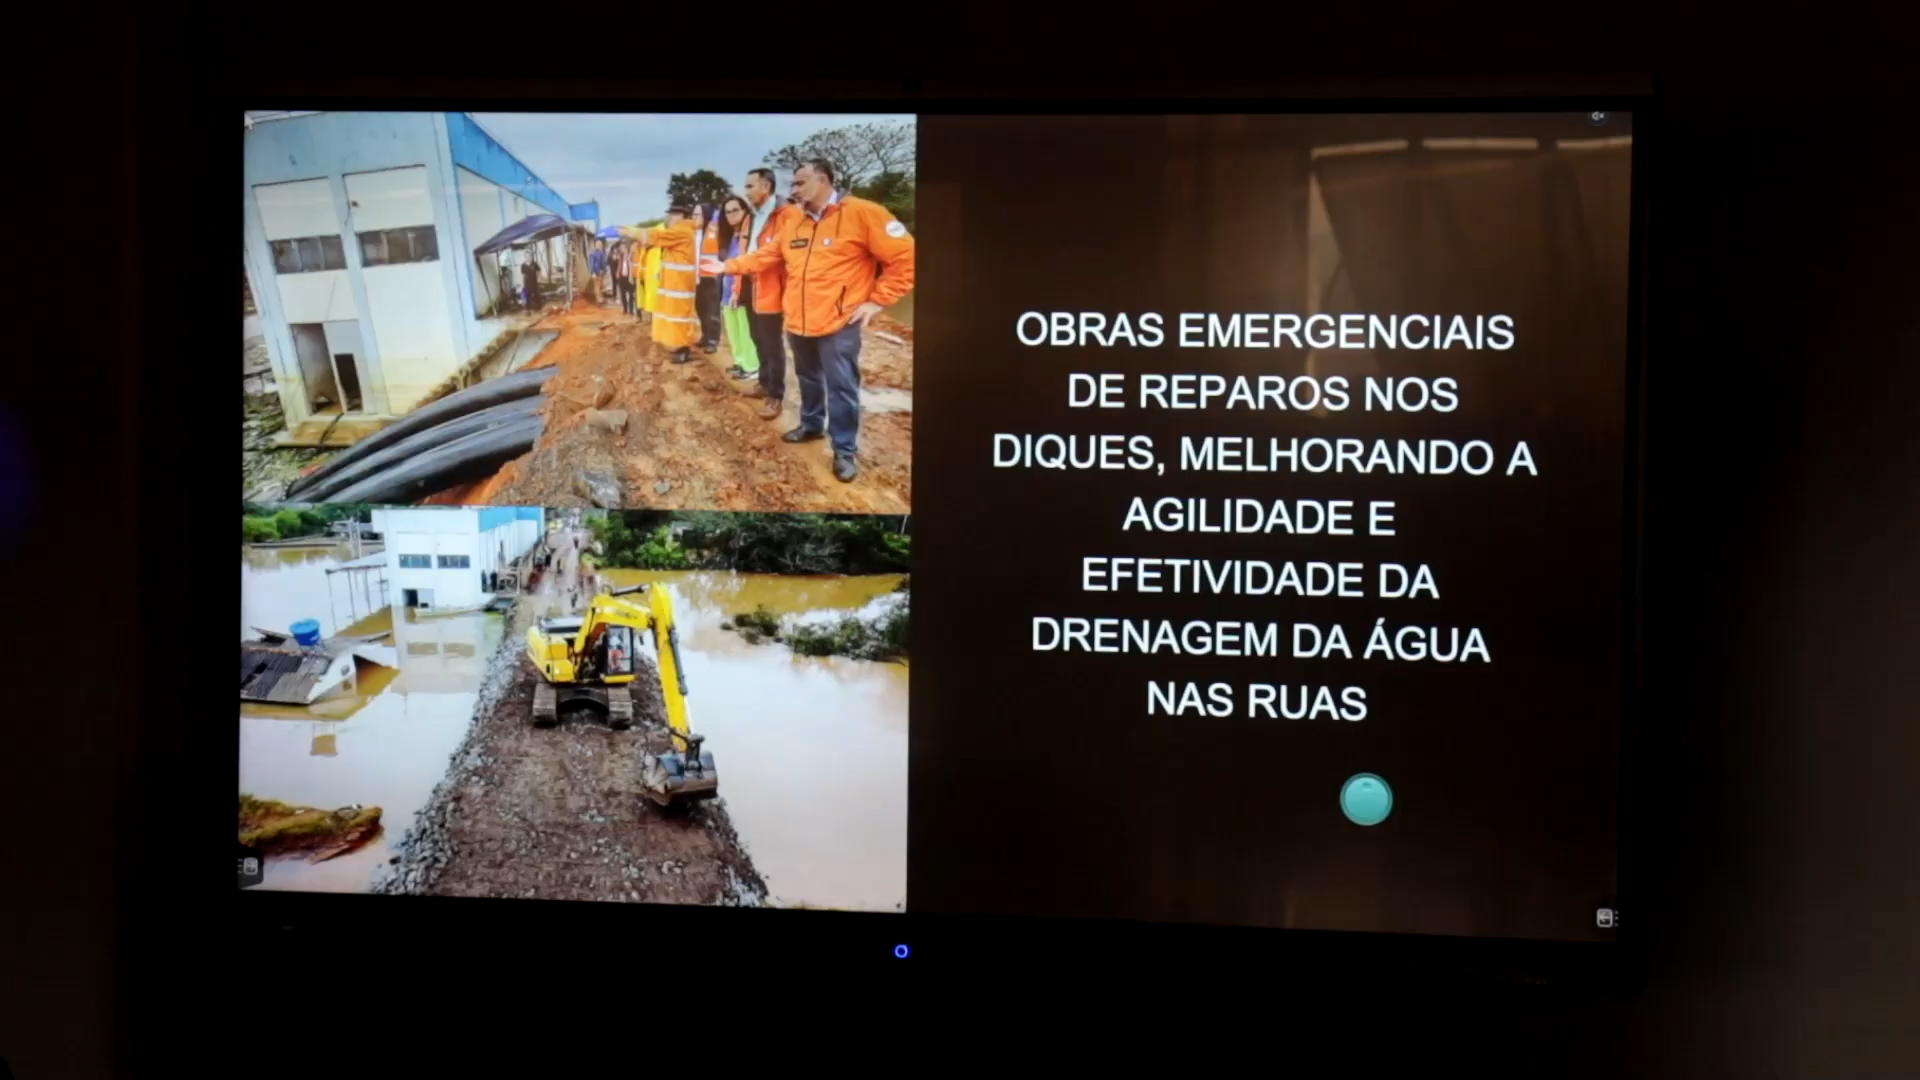 OBRAS EMERGENCIAIS
DE REPAROS NOS
DIQUES, MELHORANDO A
AGILIDADE E
EFETIVIDADE DA
DRENAGEM DA ÁGUA
NAS RUAS